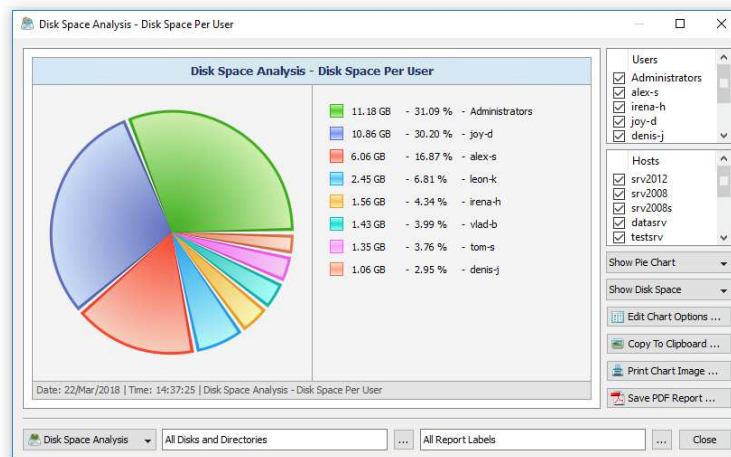 Disk Space Analysis - Disk Space Per User
Disk Space Analysis - Disk Space Per User
11.18 GB - 31.09 % - Administrators
10.86 GB - 30.20 % - joy-d
6.06 GB - 16.87 % - alex-s
2.45 GB - 6.81 % - leon-k
1.56 GB - 4.34 % - irena-h
1.43 GB - 3.99 % - vlad-b
1.35 GB - 3.76 % - tom-s
1.06 GB - 2.95 % - denis-j
Date: 22/Mar/2018 | Time: 14:37:25 | Disk Space Analysis - Disk Space Per User
Users
Administrators
alex-s
irena-h
joy-d
denis-j
Hosts
srv2012
srv2008
srv2008s
datasrv
testsrv
Show Pie Chart
Show Disk Space
Edit Chart Options ...
Copy To Clipboard ...
Print Chart Image ...
Save PDF Report ...
Disk Space Analysis
All Disks and Directories
...
All Report Labels
...
Close